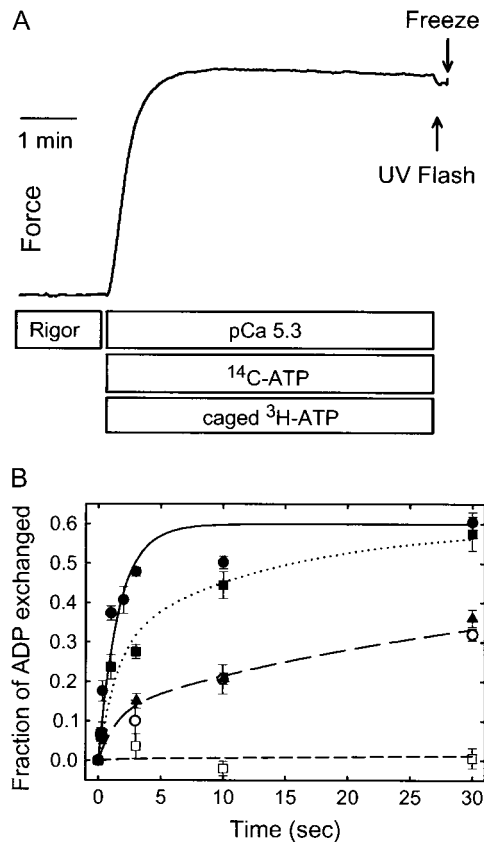 A
Freeze
1 min
UV Flash
Force
Rigor
pCa 5.3
¹⁴C-ATP
caged ³H-ATP
B
Fraction of ADP exchanged
0.6
0.5
0.4
0.3
0.2
0.1
0.0
0 5 10 15 20 25 30
Time (sec)